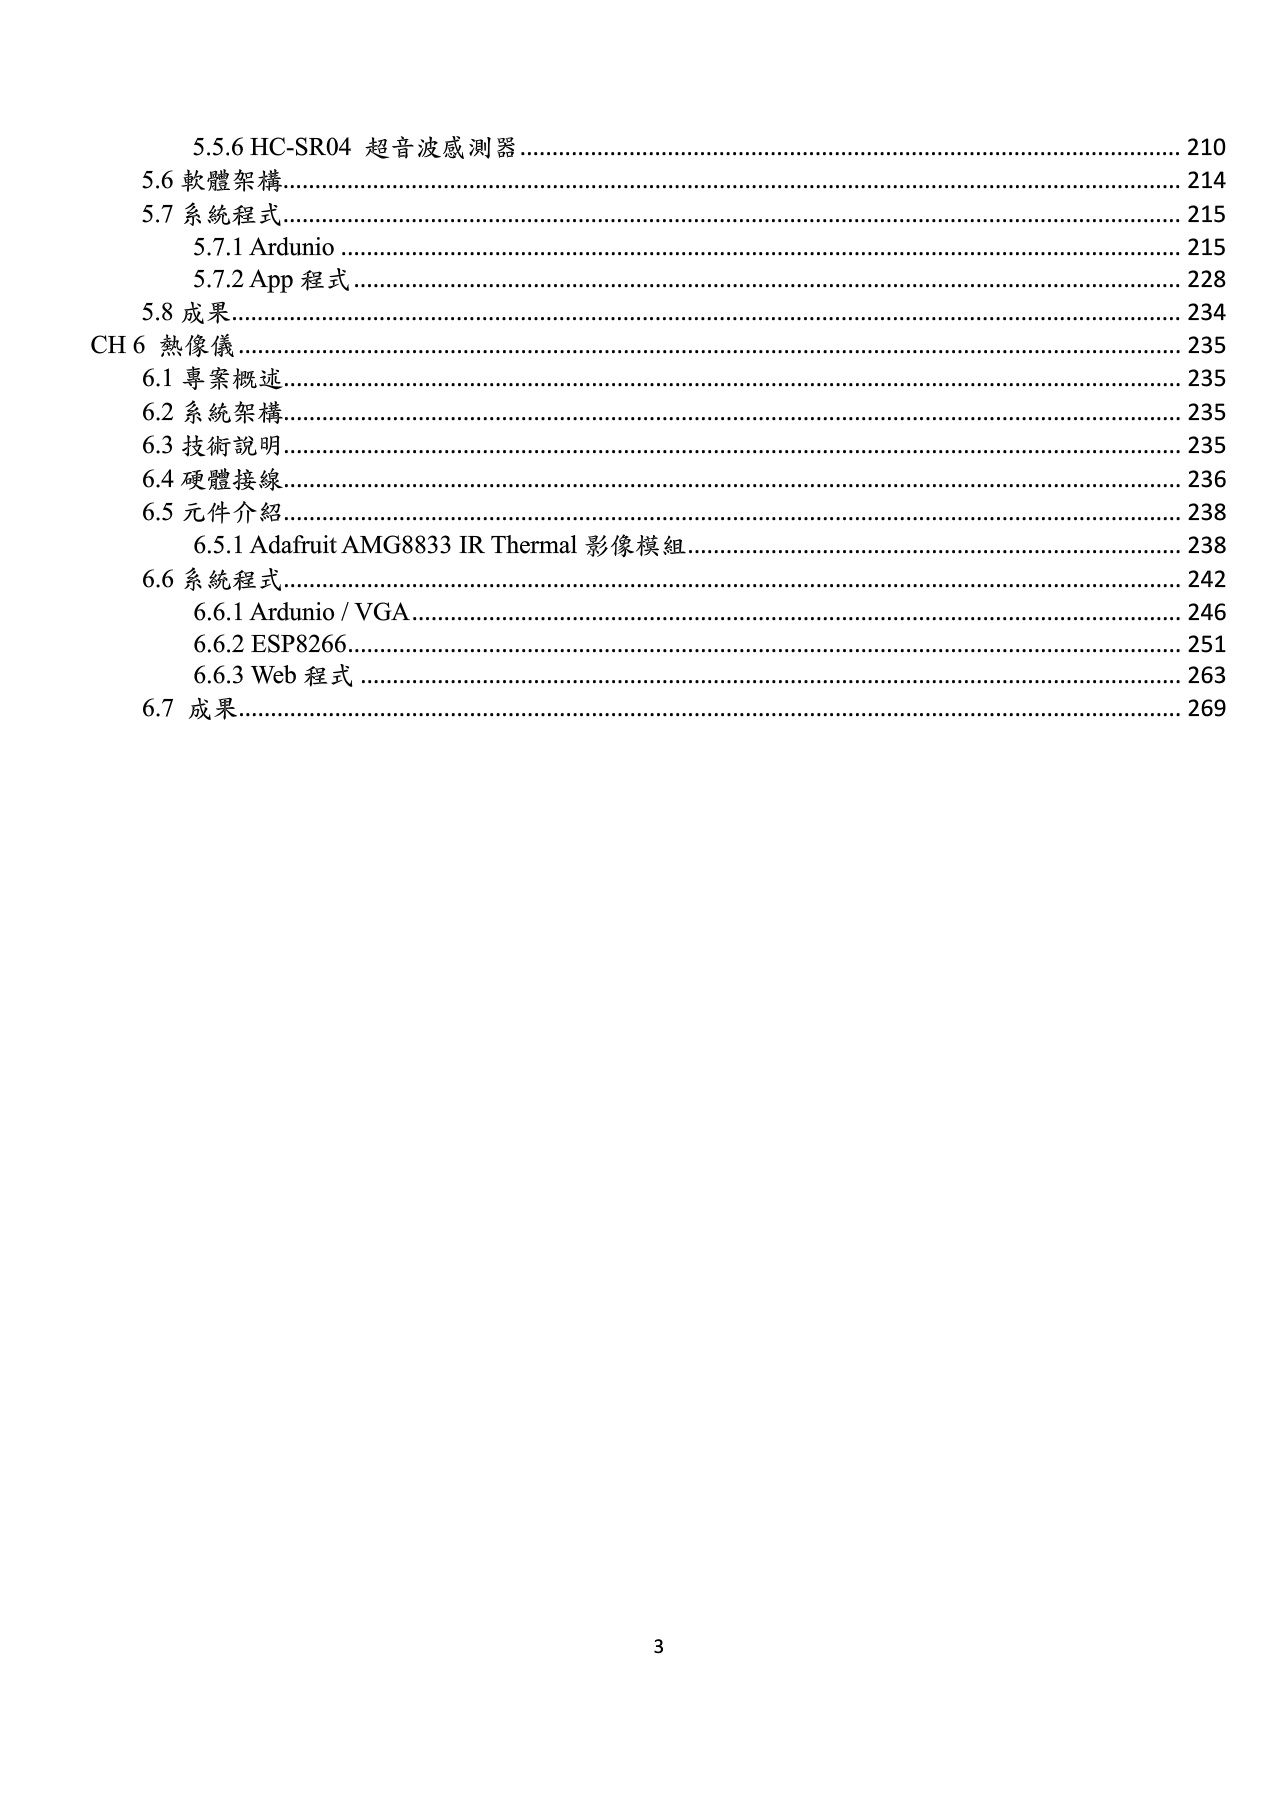 5.5.6 HC-SR04 超音波感測器........................................................................................................ 210
5.6 軟體架構............................................................................................................................................. 214
5.7 系統程式............................................................................................................................................. 215
5.7.1 Ardunio .................................................................................................................................... 215
5.7.2 App 程式.................................................................................................................................. 228
5.8 成果..................................................................................................................................................... 234
CH 6 熱像儀.................................................................................................................................................... 235
6.1 專案概述............................................................................................................................................. 235
6.2 系統架構............................................................................................................................................. 235
6.3 技術說明............................................................................................................................................. 235
6.4 硬體接線............................................................................................................................................. 236
6.5 元件介紹............................................................................................................................................. 238
6.5.1 Adafruit AMG8833 IR Thermal 影像模組............................................................................. 238
6.6 系統程式............................................................................................................................................. 242
6.6.1 Ardunio / VGA......................................................................................................................... 246
6.6.2 ESP8266................................................................................................................................... 251
6.6.3 Web 程式 ................................................................................................................................. 263
6.7 成果.................................................................................................................................................... 269
3